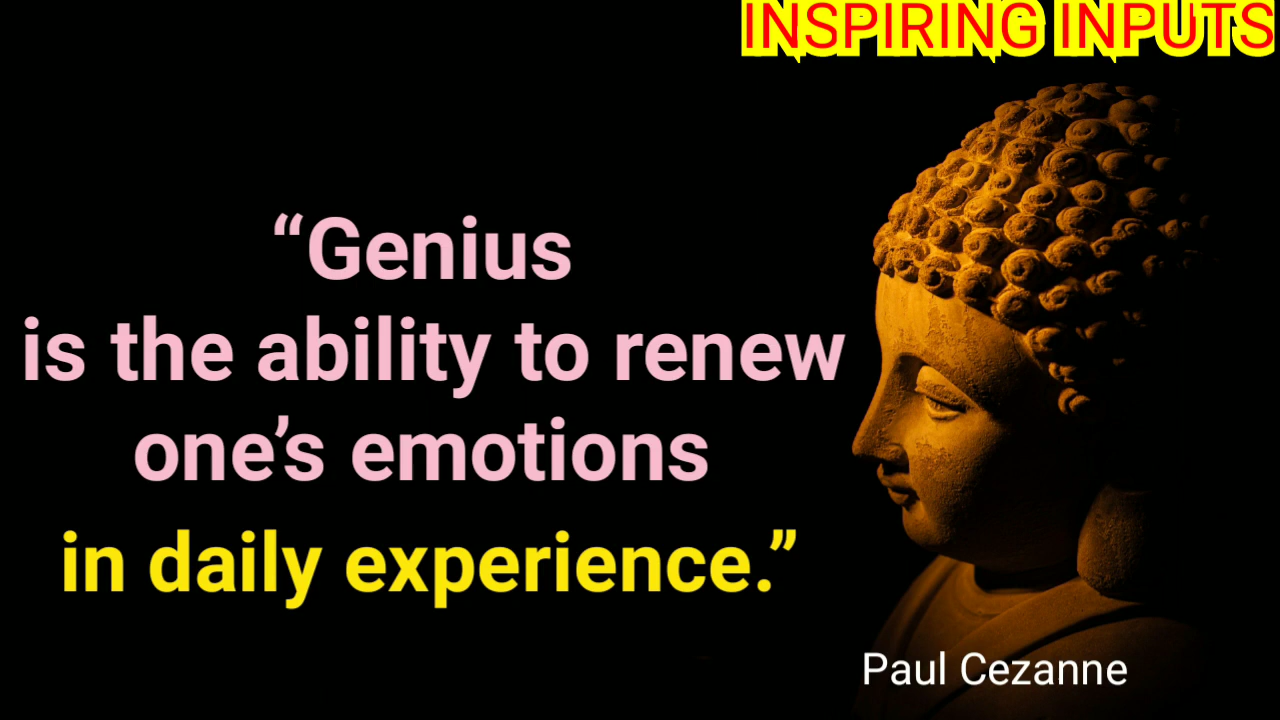 INSPIRING INPUTS
“Genius
is the ability to renew
one’s emotions
in daily experience.”
Paul Cezanne